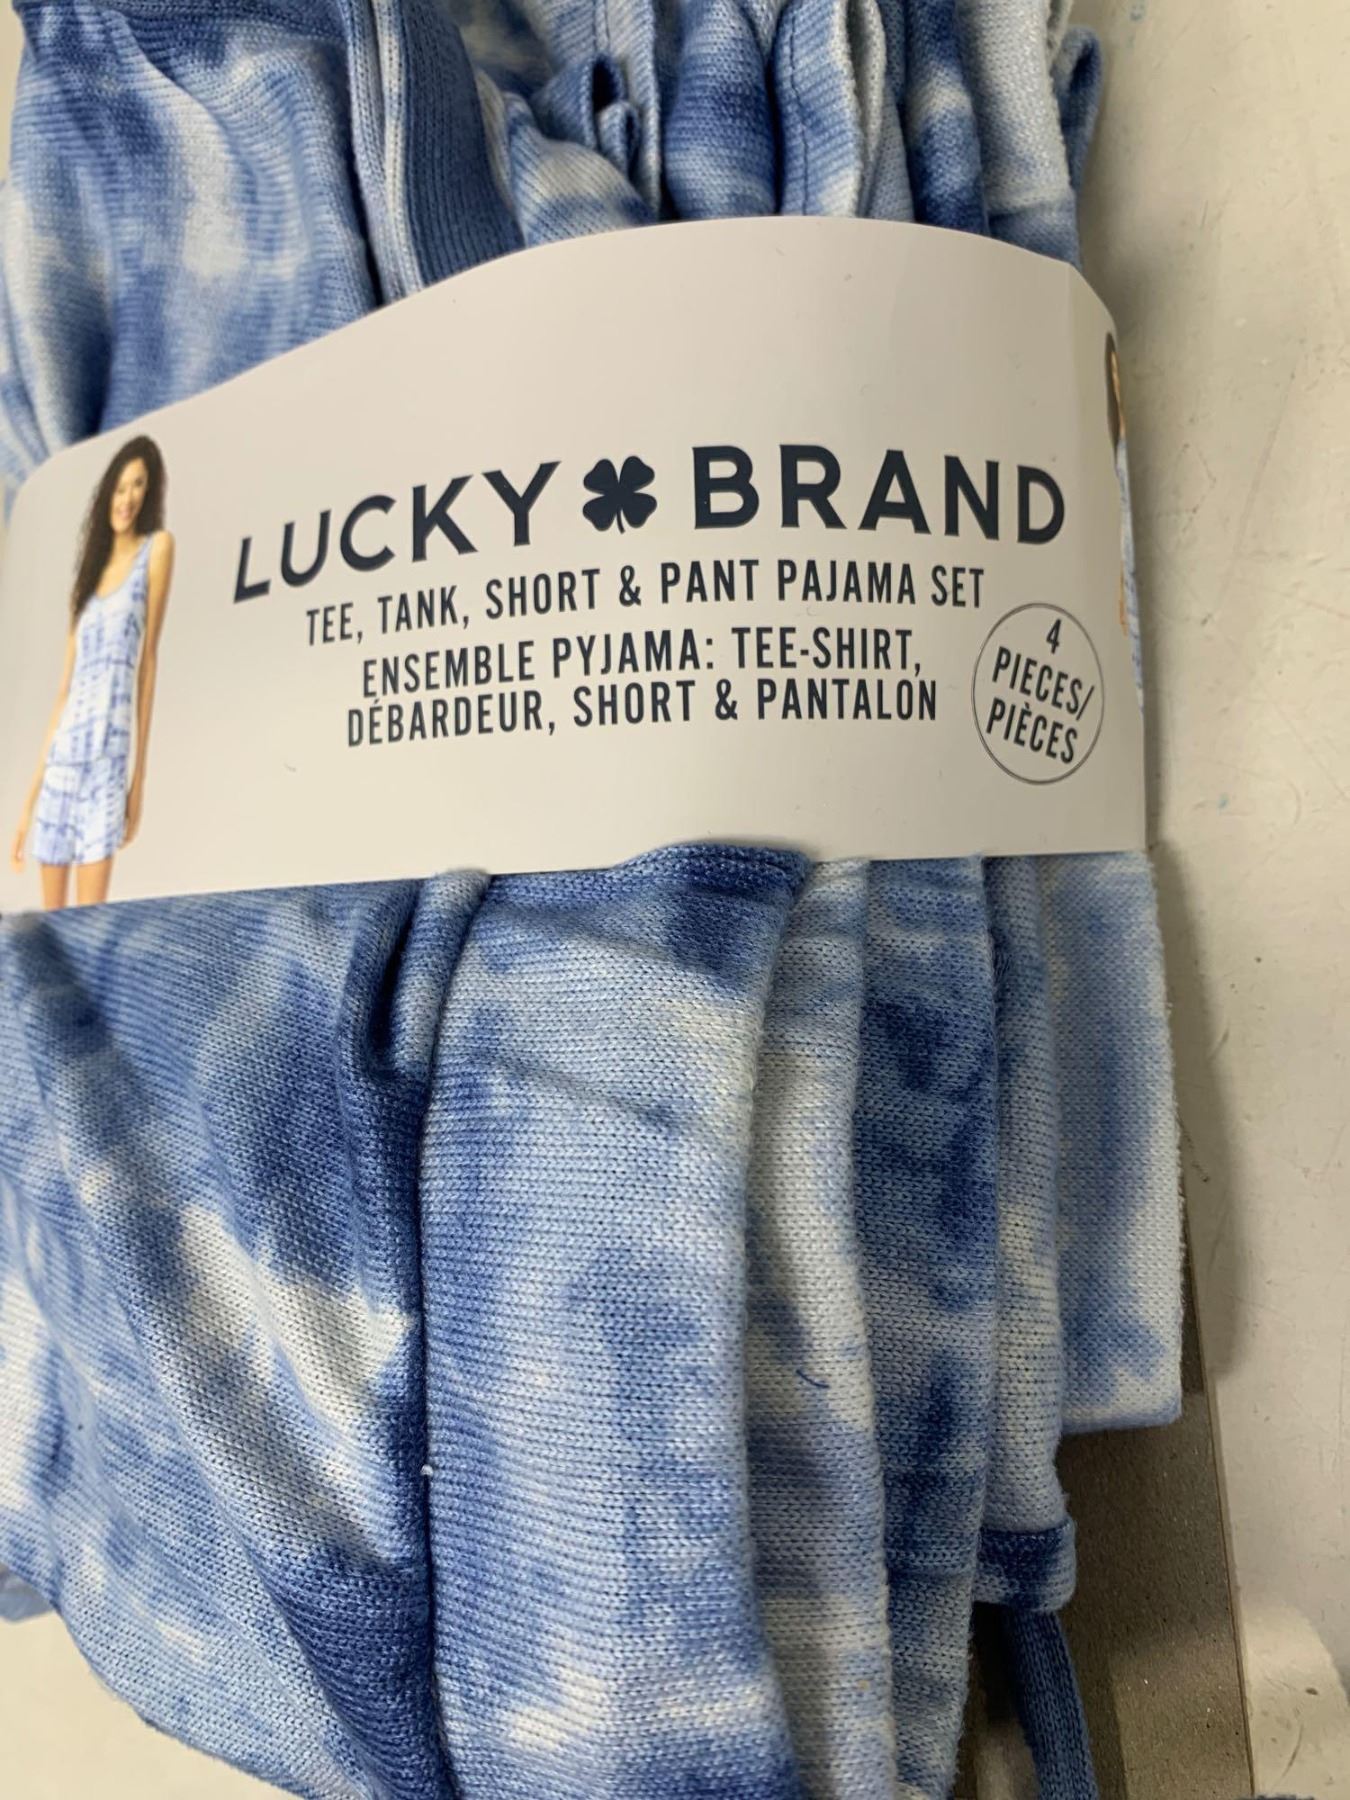 LUCKY BRAND
TEE, TANK, SHORT & PANT PAJAMA SET
ENSEMBLE PYJAMA: TEE-SHIRT,
DÉBARDEUR, SHORT & PANTALON
4
PIECES/
PIÈCES